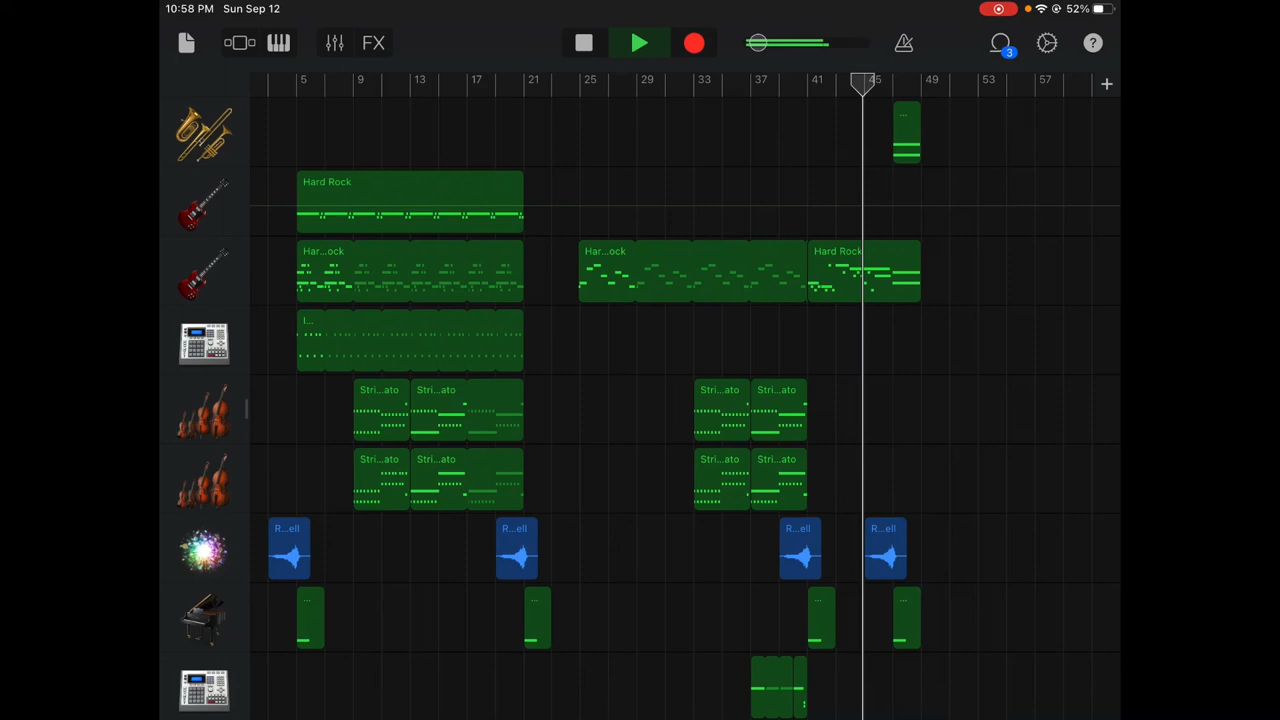 10:58 PM Sun Sep 12 52%
FX 3 ?
5 9 13 17 21 25 29 33 37 41 45 49 53 57 +
...
Hard Rock
Har...ock Har...ock Hard Rock
I...
Stri...ato Stri...ato Stri...ato Stri...ato
Stri...ato Stri...ato Stri...ato Stri...ato
R...ell R...ell R...ell R...ell
... ... ... ...